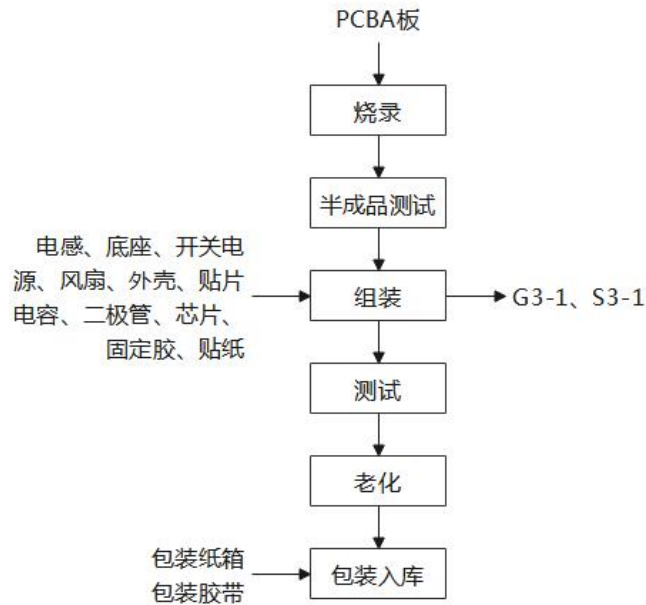 PCBA板
烧录
半成品测试
电感、底座、开关电
源、风扇、外壳、贴片
电容、二极管、芯片、
固定胶、贴纸
组装
G3-1、S3-1
测试
老化
包装纸箱
包装胶带
包装入库